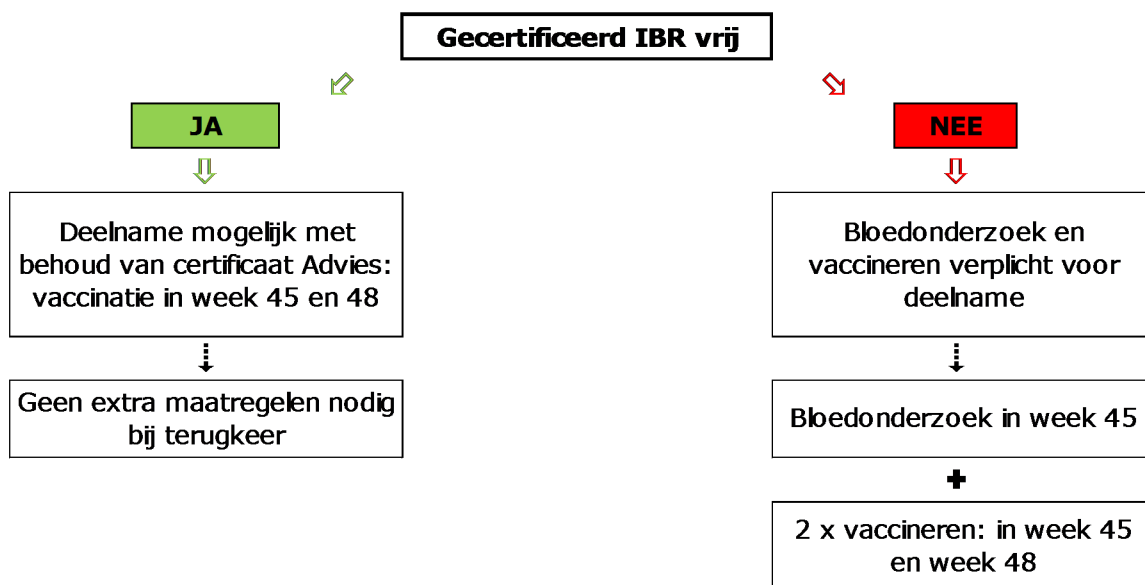 Gecertificeerd IBR vrij
JA
NEE
Deelname mogelijk met
behoud van certificaat Advies:
vaccinatie in week 45 en 48
Bloedonderzoek en
vaccineren verplicht voor
deelname
Geen extra maatregelen nodig
bij terugkeer
Bloedonderzoek in week 45
2 x vaccineren: in week 45
en week 48